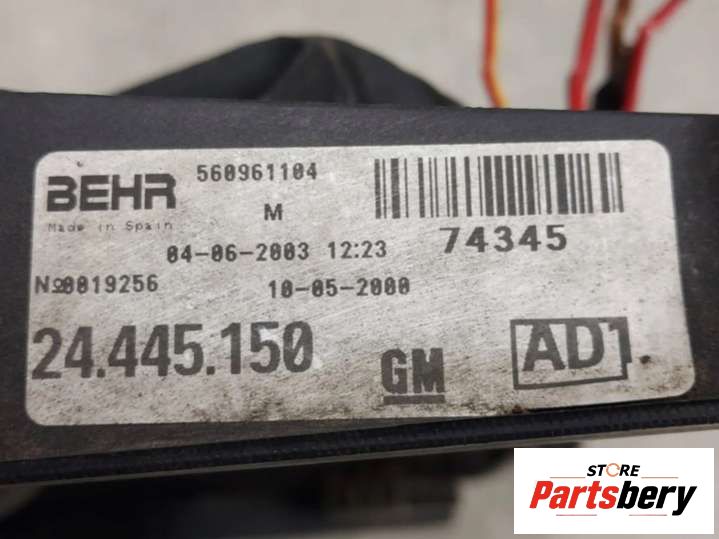 BEHR
560961104
M
Made in Spain
04-06-2003 12:23
74345
№0019256
10-05-2000
24.445.150
GM
AD1.
STORE
Partsbery